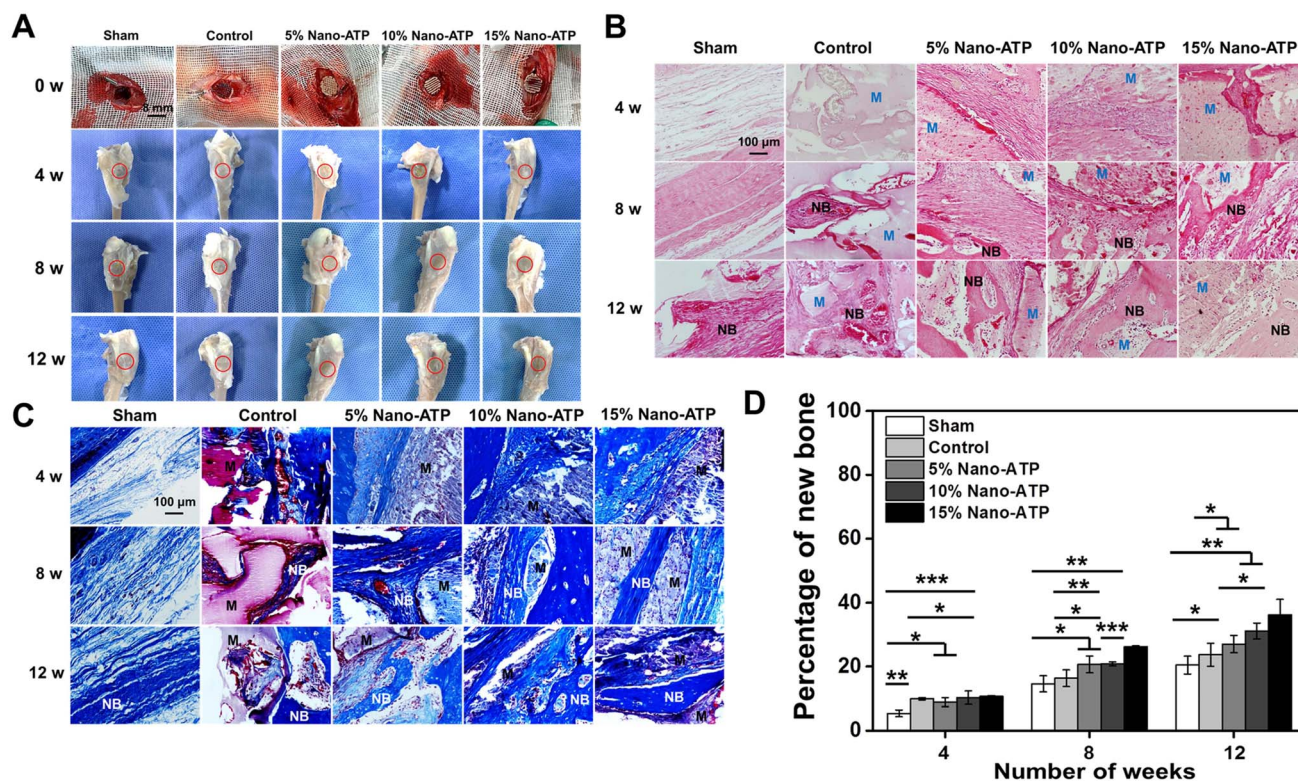 A
Sham Control 5% Nano-ATP 10% Nano-ATP 15% Nano-ATP
0 w
8 mm
4 w
8 w
12 w
B
Sham Control 5% Nano-ATP 10% Nano-ATP 15% Nano-ATP
4 w
M M M M
100 μm
8 w
NB M M NB M NB M NB
12 w
NB M NB NB M NB M M NB
C
Sham Control 5% Nano-ATP 10% Nano-ATP 15% Nano-ATP
4 w
100 μm
M M M M
8 w
M NB NB M NB M NB M
12 w
NB M NB M NB M NB M NB M
D
Percentage of new bone
100
80
60
40
20
0
Sham
Control
5% Nano-ATP
10% Nano-ATP
15% Nano-ATP
** * * ***
* * ** ** ***
* * ** *
4 8 12
Number of weeks